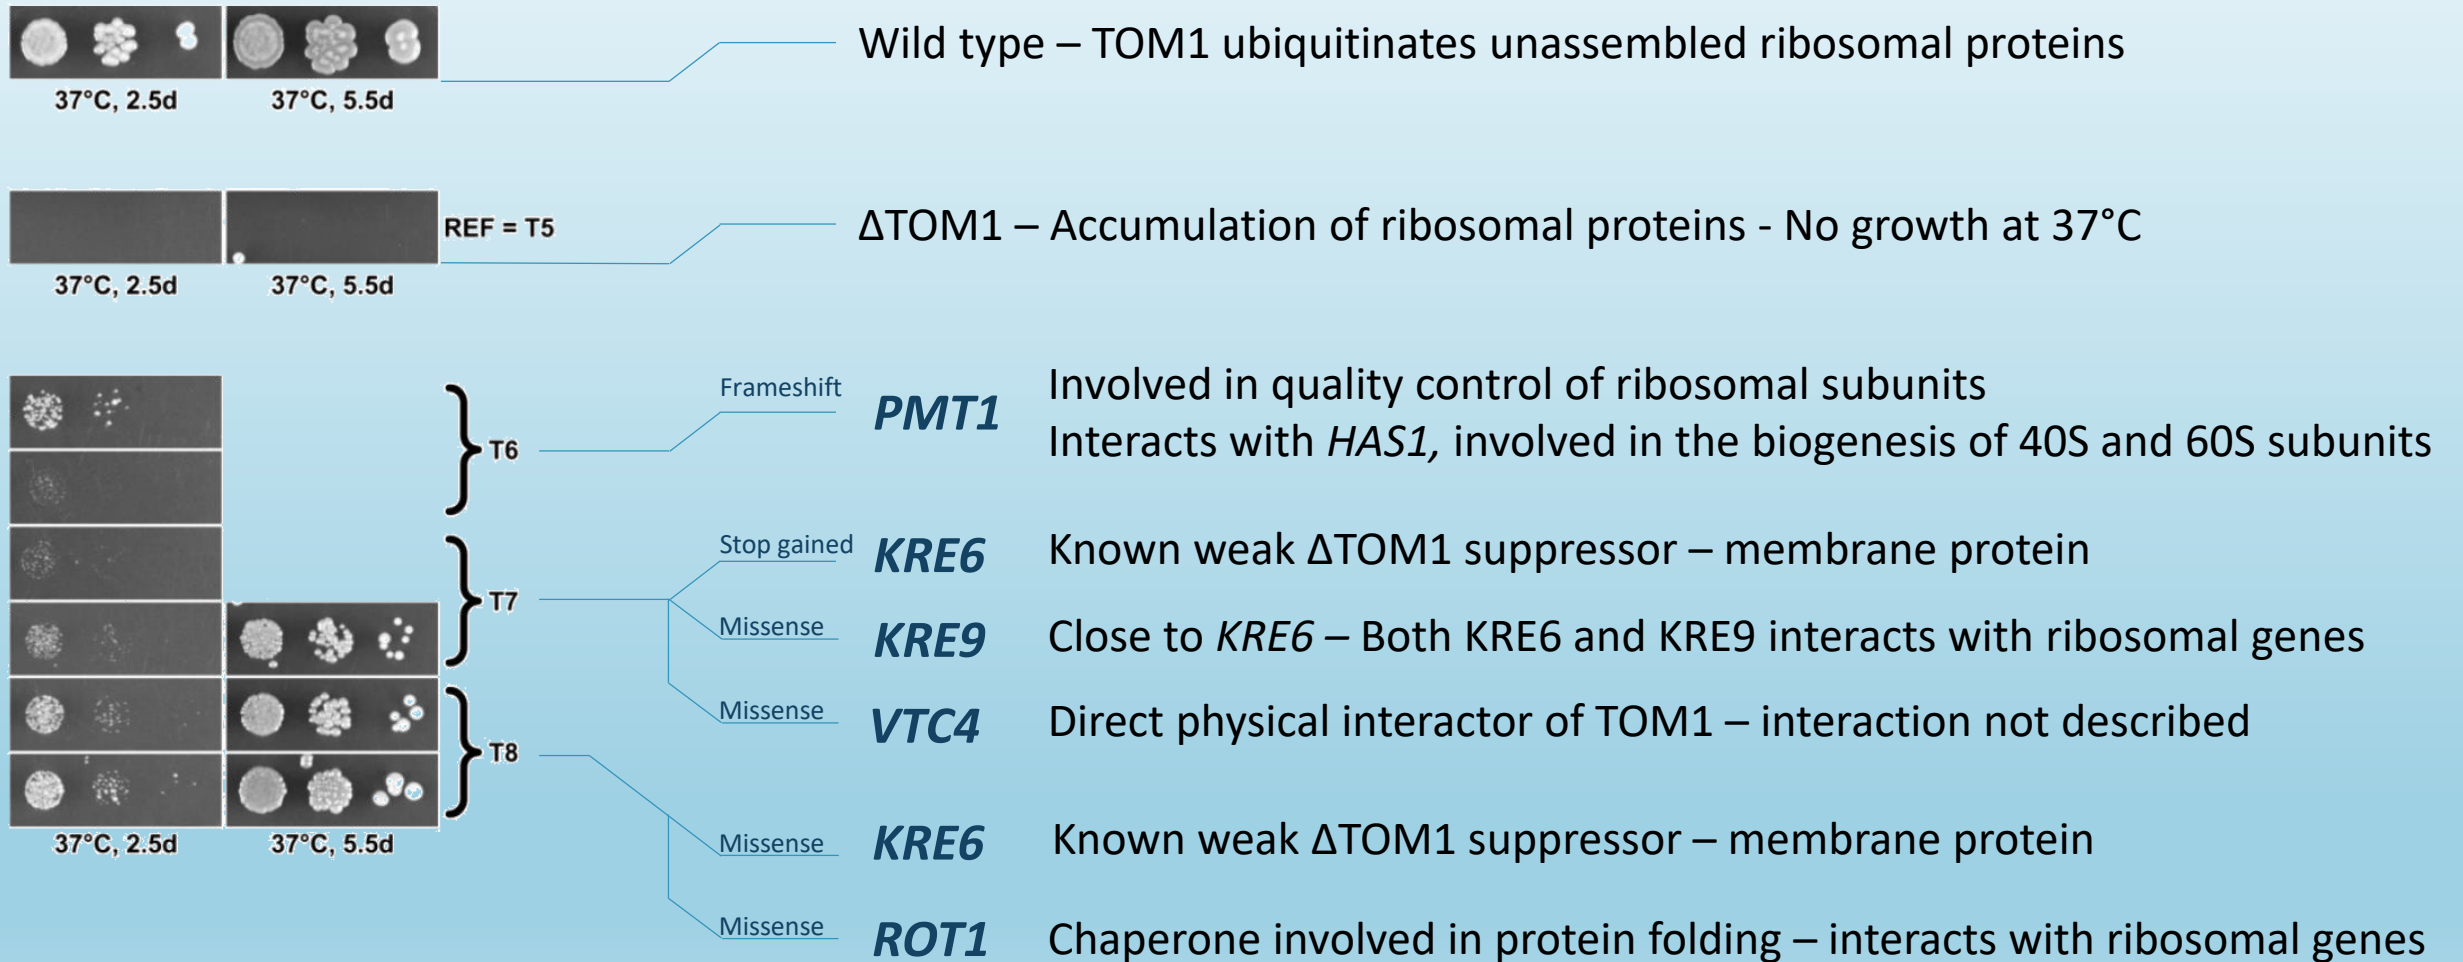 Wild type – TOM1 ubiquitinates unassembled ribosomal proteins
37°C, 2.5d
37°C, 5.5d
REF = T5
ΔTOM1 – Accumulation of ribosomal proteins - No growth at 37°C
37°C, 2.5d
37°C, 5.5d
T6
Frameshift
PMT1
Involved in quality control of ribosomal subunits
Interacts with HAS1, involved in the biogenesis of 40S and 60S subunits
T7
Stop gained
KRE6
Known weak ΔTOM1 suppressor – membrane protein
Missense
KRE9
Close to KRE6 – Both KRE6 and KRE9 interacts with ribosomal genes
Missense
VTC4
Direct physical interactor of TOM1 – interaction not described
T8
37°C, 2.5d
37°C, 5.5d
Missense
KRE6
Known weak ΔTOM1 suppressor – membrane protein
Missense
ROT1
Chaperone involved in protein folding – interacts with ribosomal genes